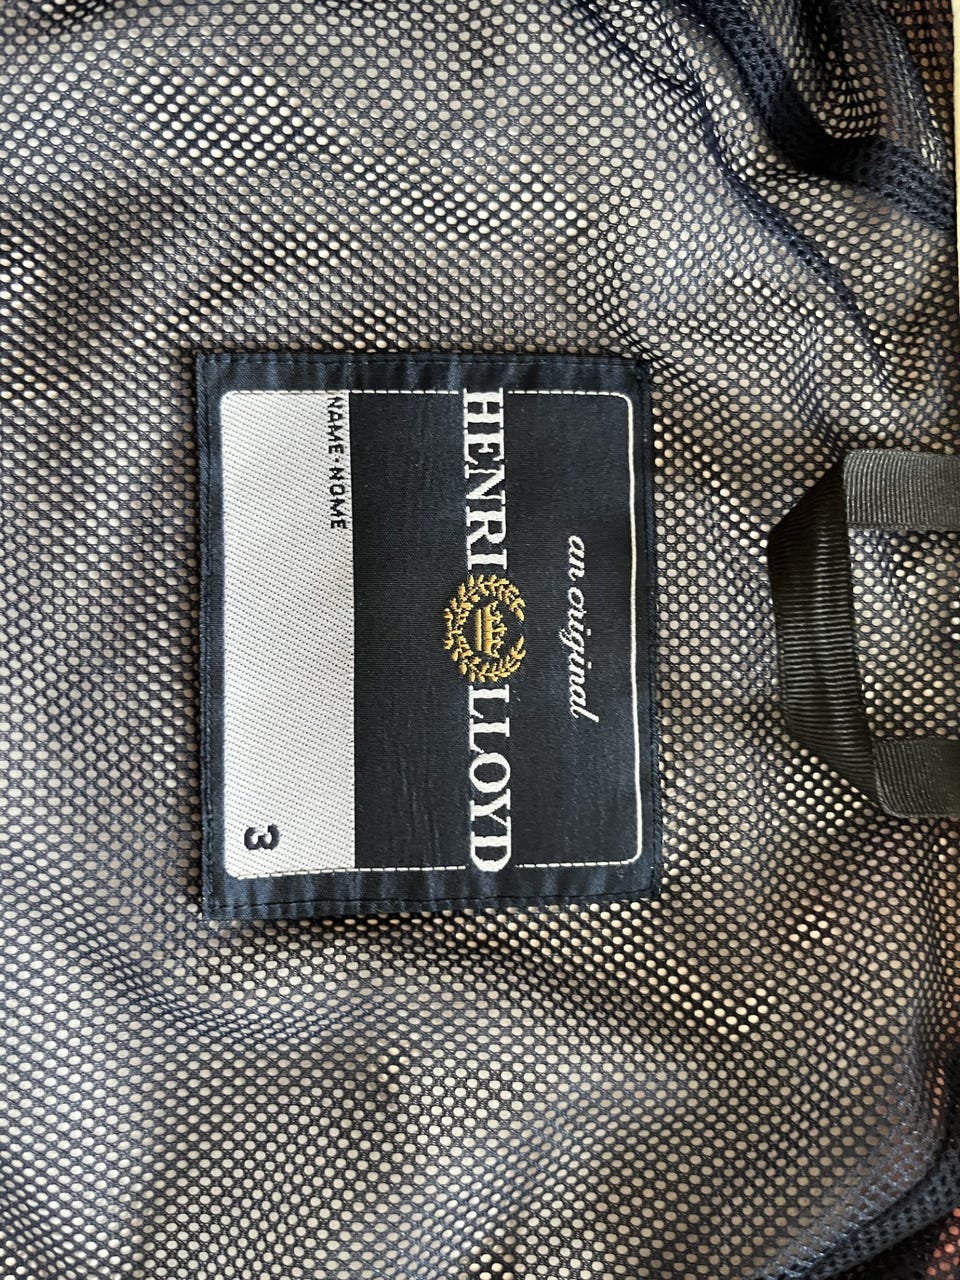 an original
HENRI LLOYD
NAME·NOME
3